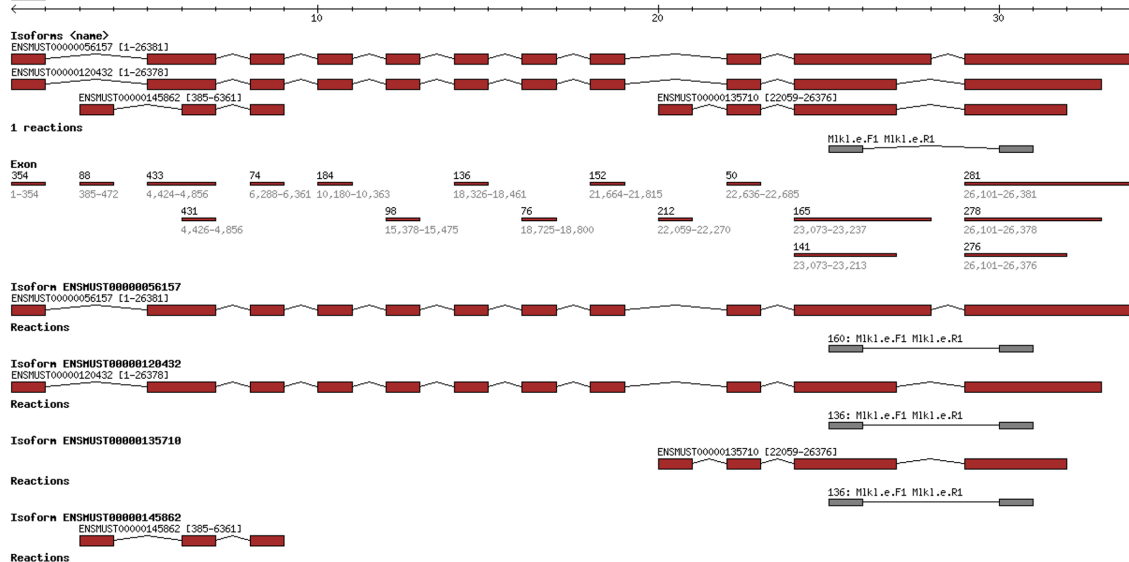 10 20 30
Isoforms <name>
ENSMUST00000056157 [1-26381]
ENSMUST00000120432 [1-26378]
ENSMUST00000145862 [385-6361] ENSMUST00000135710 [22059-26376]
1 reactions
Mlkl.e.F1 Mlkl.e.R1
Exon
354 88 433 74 184 136 152 50 281
1-354 385-472 4,424-4,856 6,288-6,361 10,180-10,363 18,326-18,461 21,664-21,815 22,636-22,685 26,101-26,381
431 98 76 212 165 278
4,426-4,856 15,378-15,475 18,725-18,800 22,059-22,270 23,073-23,237 26,101-26,378
141 276
23,073-23,213 26,101-26,376
Isoform ENSMUST00000056157
ENSMUST00000056157 [1-26381]
Reactions
160: Mlkl.e.F1 Mlkl.e.R1
Isoform ENSMUST00000120432
ENSMUST00000120432 [1-26378]
Reactions
136: Mlkl.e.F1 Mlkl.e.R1
Isoform ENSMUST00000135710
ENSMUST00000135710 [22059-26376]
Reactions
136: Mlkl.e.F1 Mlkl.e.R1
Isoform ENSMUST00000145862
ENSMUST00000145862 [385-6361]
Reactions